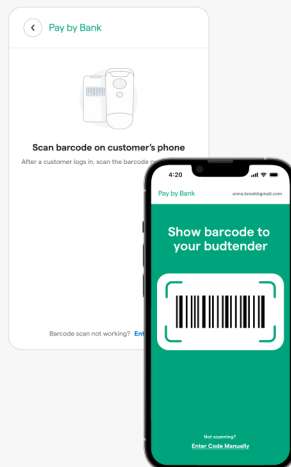 Pay by Bank
Scan barcode on customer's phone
After a customer logs in, scan the barcode
Barcode scan not working?
4:20
Pay by Bank
Show barcode to
your budtender
Not scanning?
Enter Code Manually